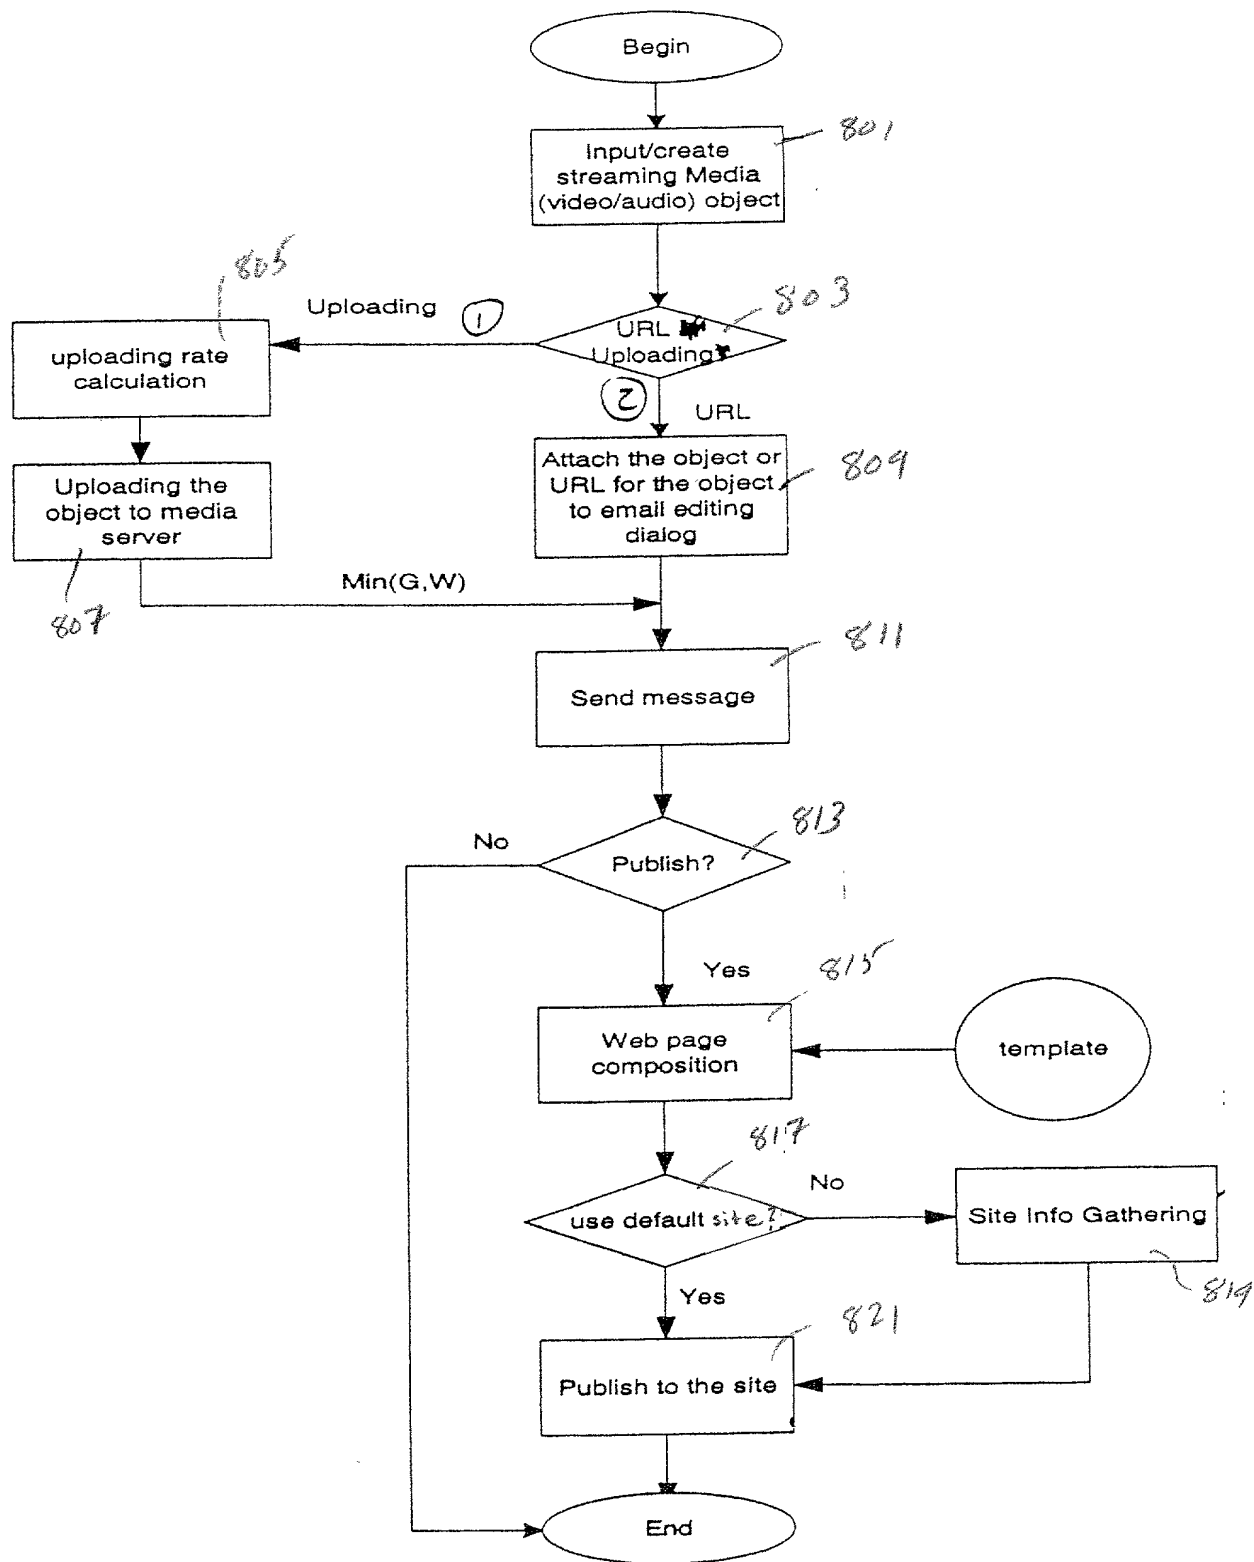 Begin
801
Input/create
streaming Media
(video/audio) object
805
803
Uploading
1
URL
Uploading?
uploading rate
calculation
2
URL
Attach the object or
URL for the object
to email editing
dialog
809
Uploading the
object to media
server
807
Min(G,W)
811
Send message
813
No
Publish?
Yes
815
Web page
composition
template
817
No
use default site?
Site Info Gathering
819
Yes
821
Publish to the site
End